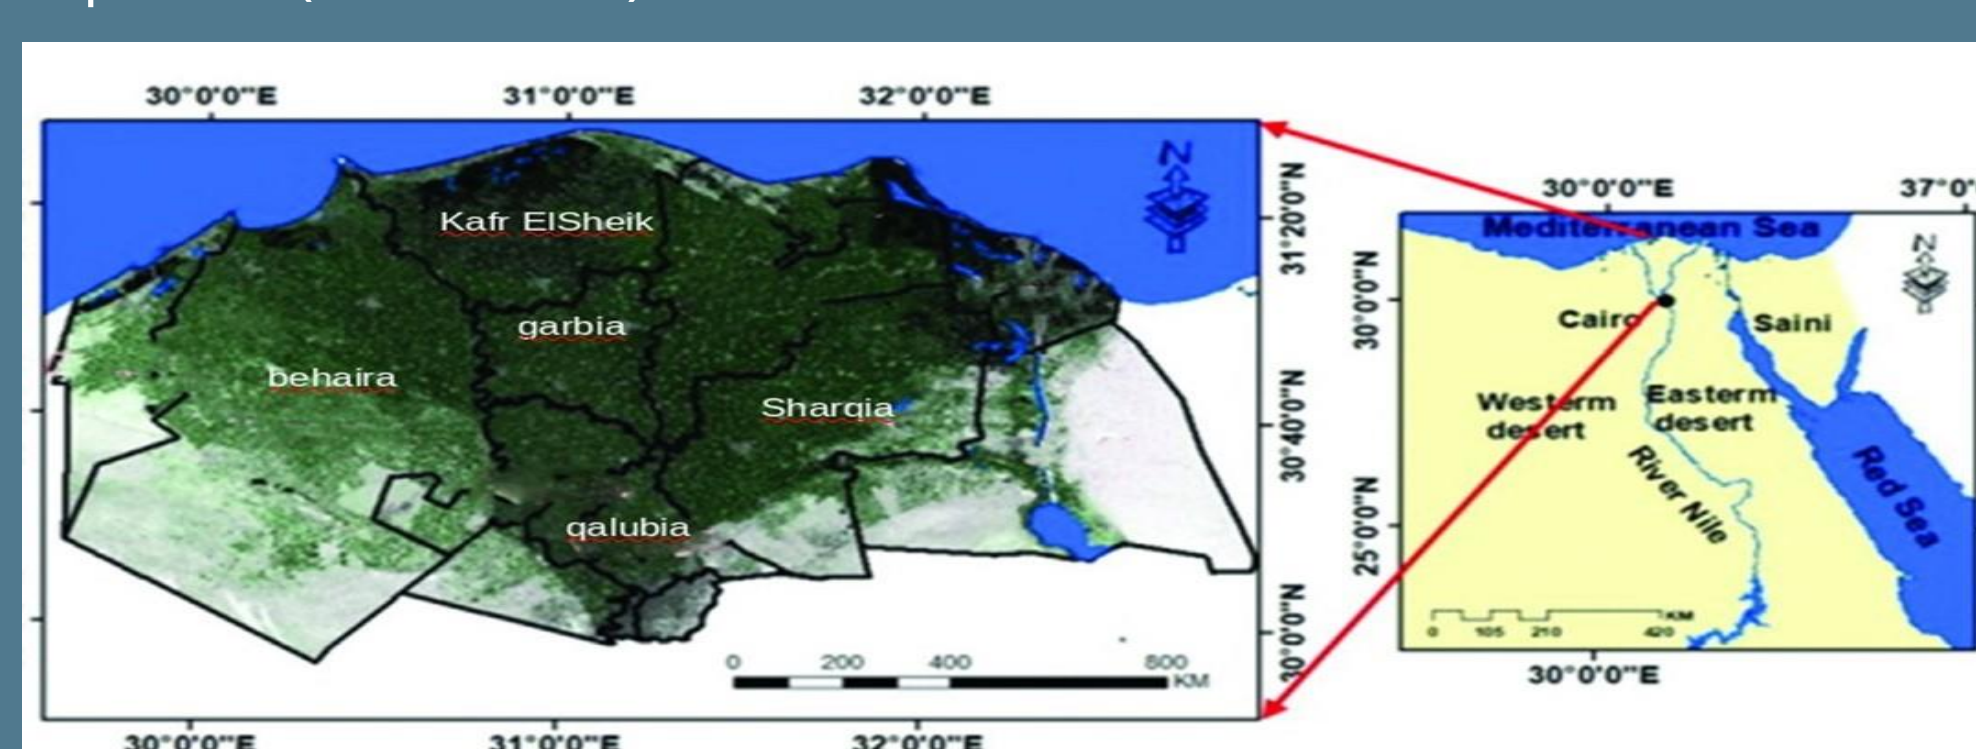 30°0'0"E 31°0'0"E 32°0'0"E
N
31°20'0"N
30°40'0"N
30°0'0"N
Kafr ElSheik
garbia
behaira
Sharqia
qalubia
0 200 400 800
KM
30°0'0"E 31°0'0"E 32°0'0"E
30°0'0"E
Mediterranean Sea
N
30°0'0"N
25°0'0"N
Cairo
Saini
Westerm
desert
Easterm
desert
River Nile
Red Sea
KM
0 105 210 420
30°0'0"E